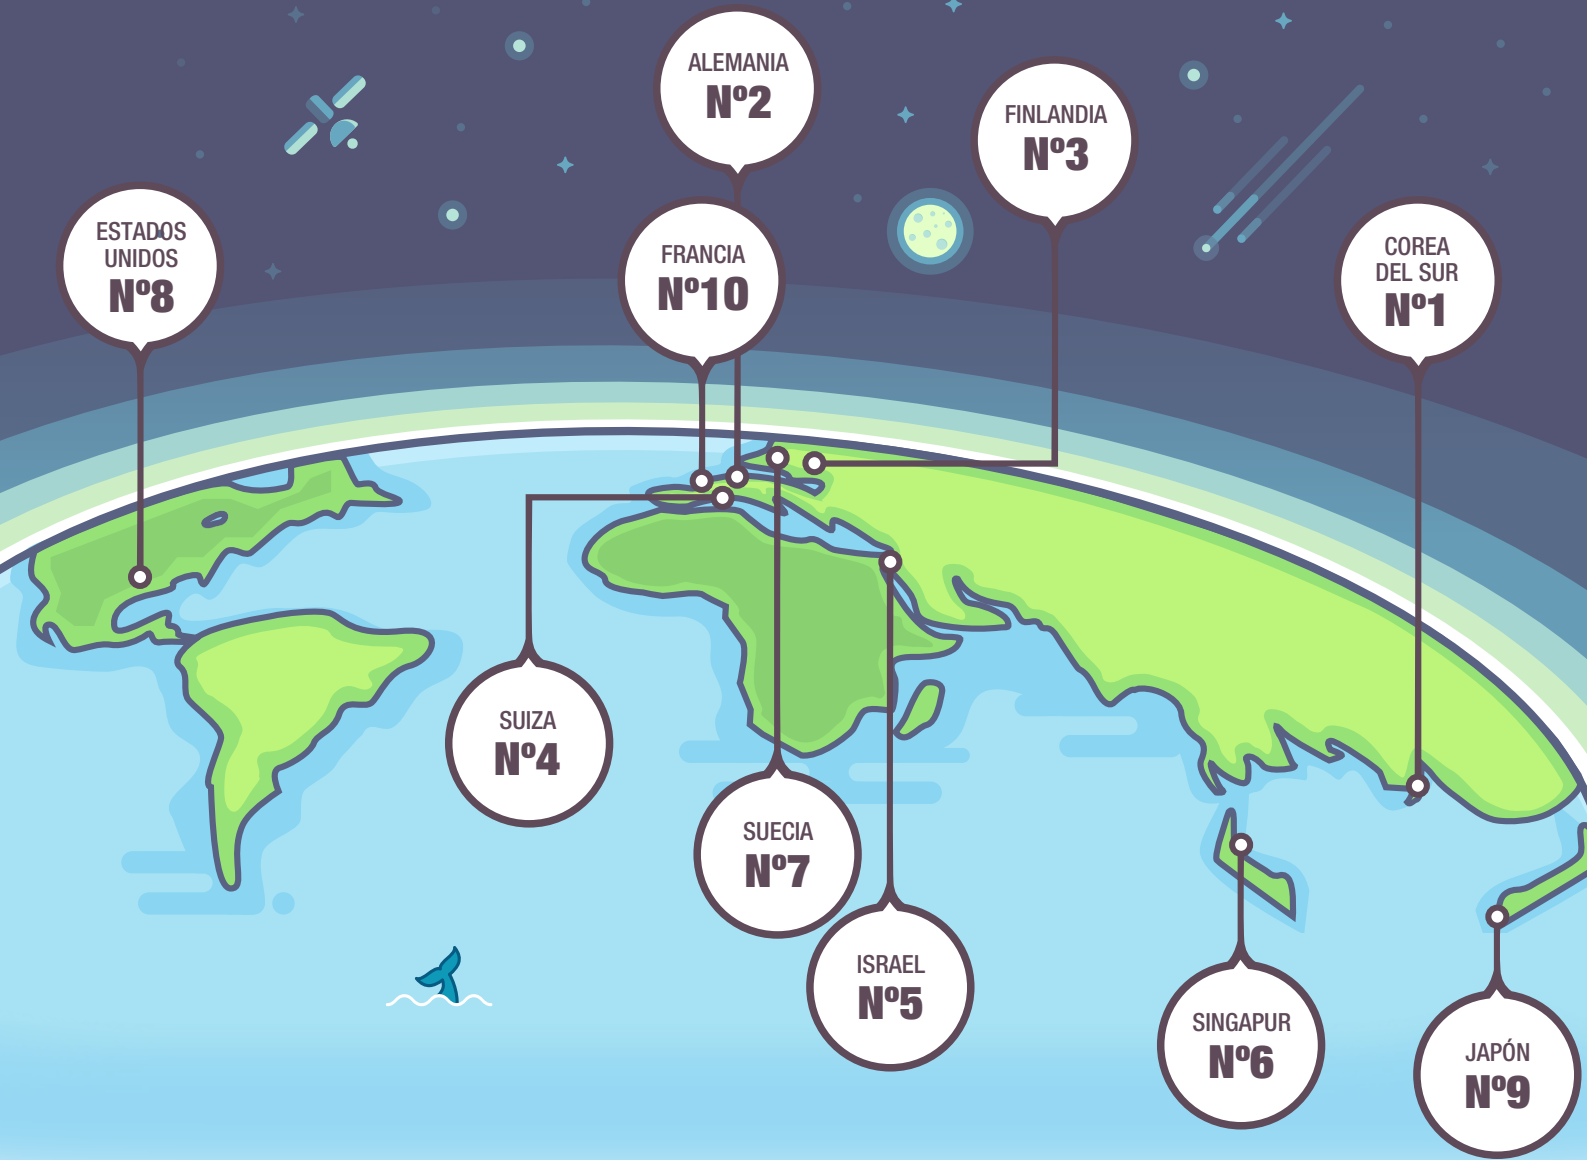 ALEMANIA
Nº2
FINLANDIA
Nº3
ESTADOS
UNIDOS
Nº8
FRANCIA
Nº10
COREA
DEL SUR
Nº1
SUIZA
Nº4
SUECIA
Nº7
ISRAEL
Nº5
SINGAPUR
Nº6
JAPÓN
Nº9